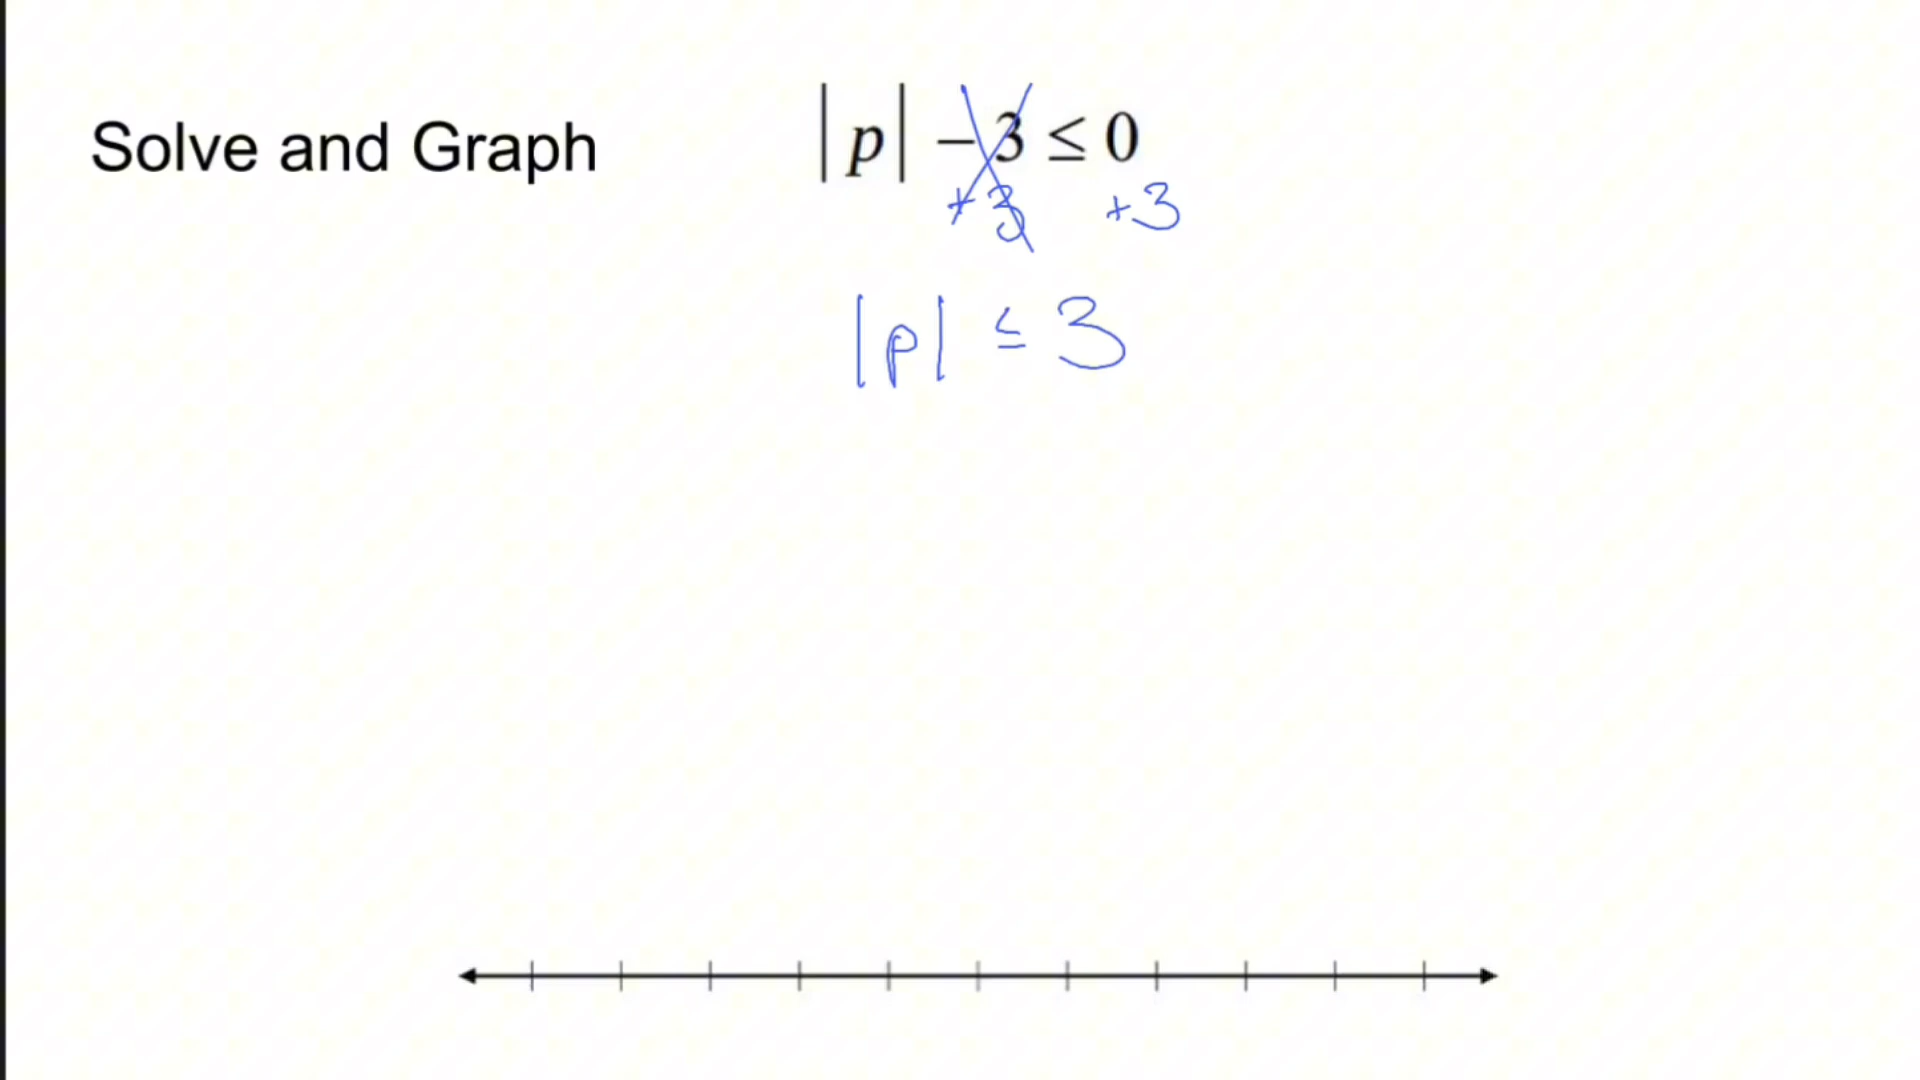 Solve and Graph |p| − 3 ≤ 0
+3 +3
|p| ≤ 3